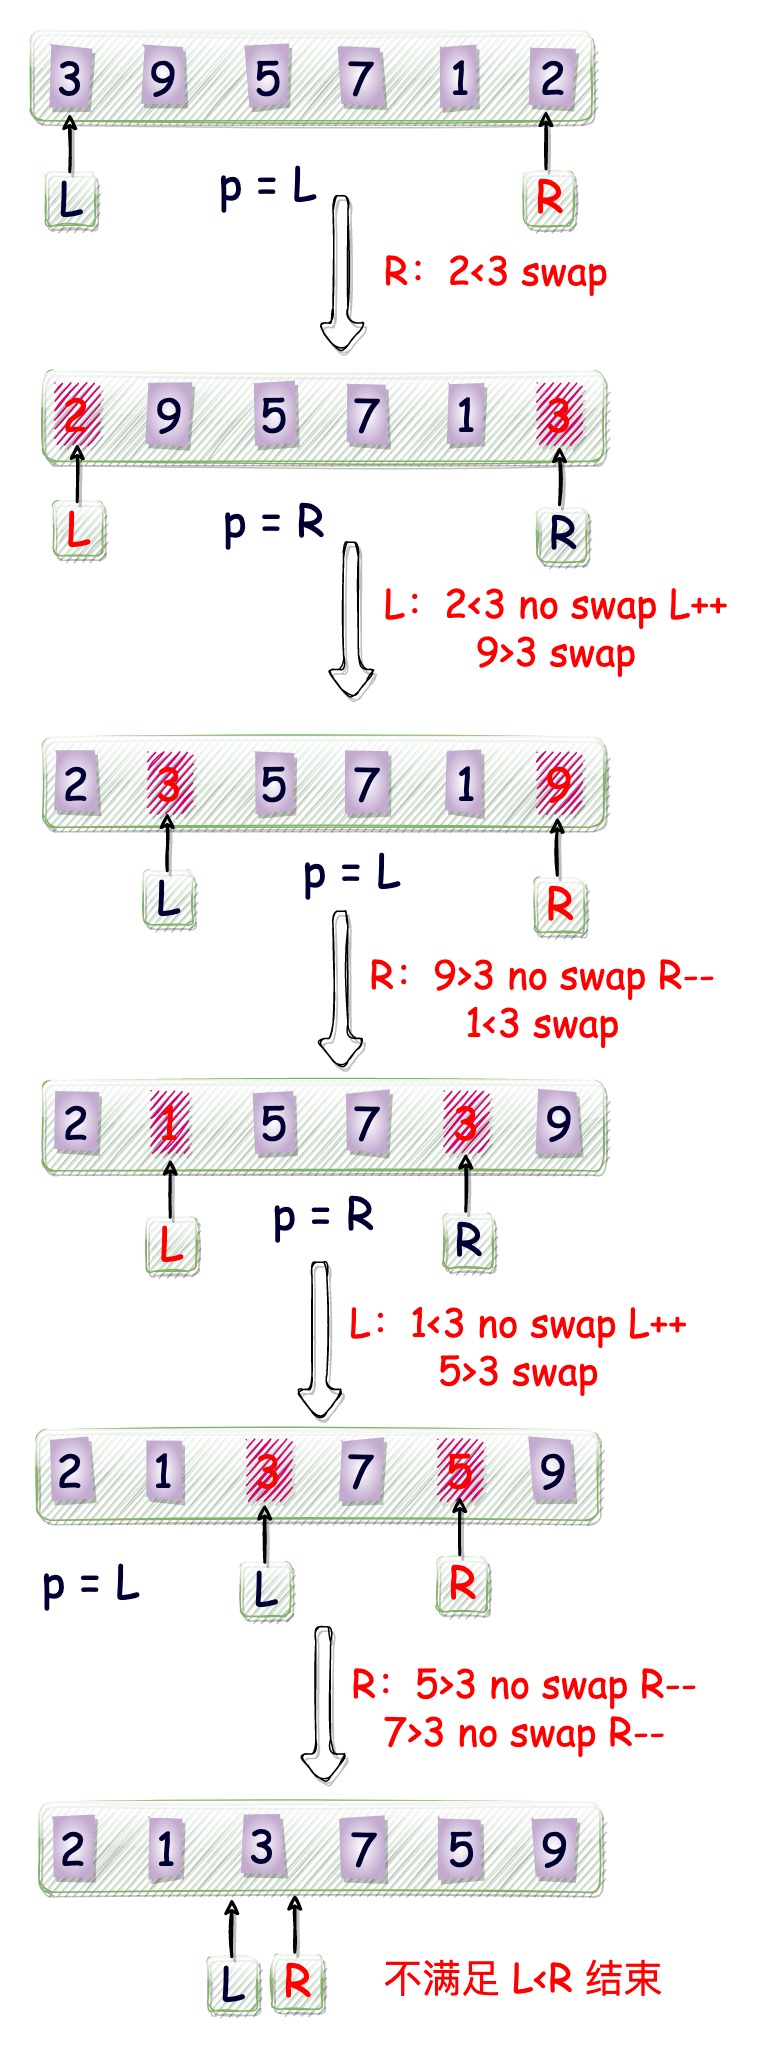 3 9 5 7 1 2
L p = L R
R： 2<3 swap
2 9 5 7 1 3
L p = R R
L： 2<3 no swap L++
9>3 swap
2 3 5 7 1 9
L p = L R
R： 9>3 no swap R--
1<3 swap
2 1 5 7 3 9
L p = R R
L： 1<3 no swap L++
5>3 swap
2 1 3 7 5 9
p = L L R
R： 5>3 no swap R--
7>3 no swap R--
2 1 3 7 5 9
L R 不满足 L<R 结束